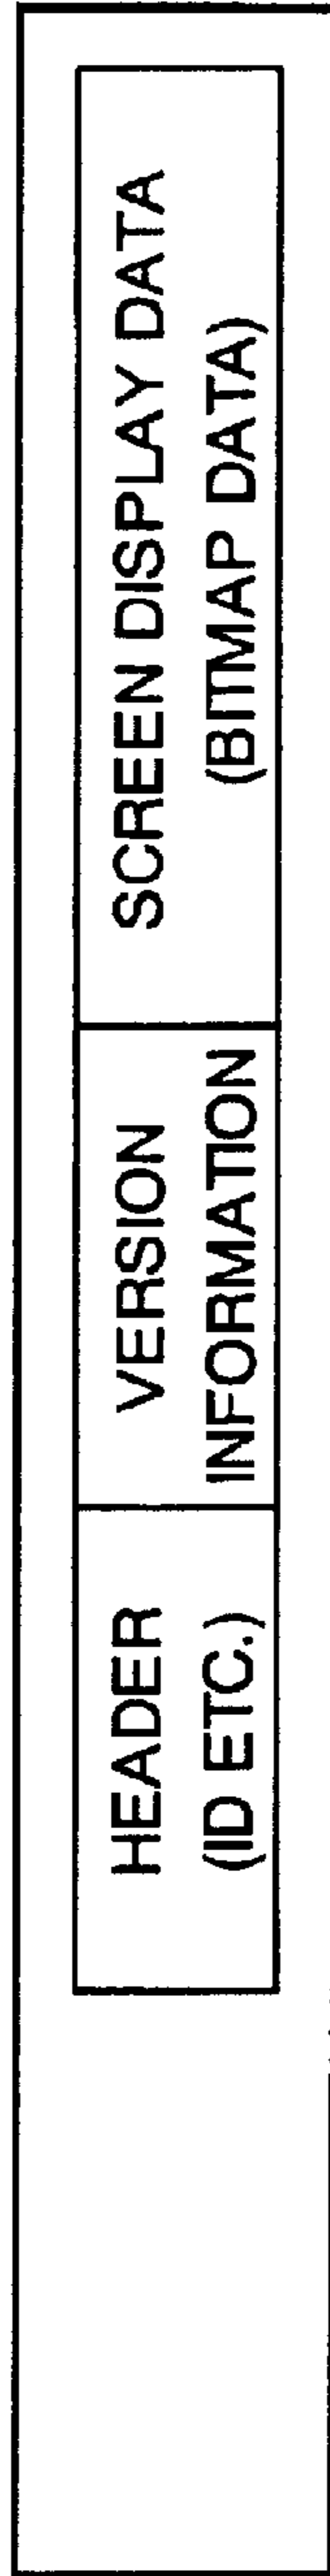 HEADER
(ID ETC.)
VERSION
INFORMATION
SCREEN DISPLAY DATA
(BITMAP DATA)